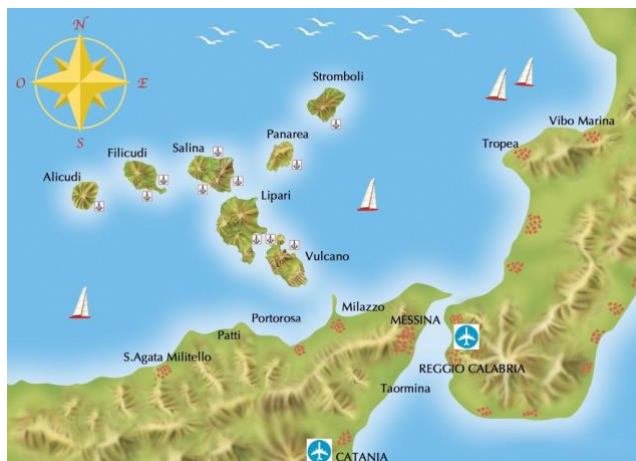 N
O
E
S
Stromboli
Panarea
Salina
Filicudi
Alicudi
Lipari
Vulcano
Vibo Marina
Tropea
Milazzo
Portorosa
MESSINA
Patti
S.Agata Militello
REGGIO CALABRIA
Taormina
CATANIA